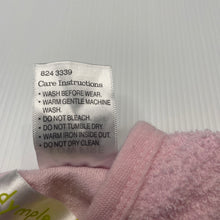 824 3339
Care Instructions
• WASH BEFORE WEAR.
• WARM GENTLE MACHINE
WASH.
• DO NOT BLEACH.
• DO NOT TUMBLE DRY.
• WARM IRON INSIDE OUT.
• DO NOT DRY CLEAN.